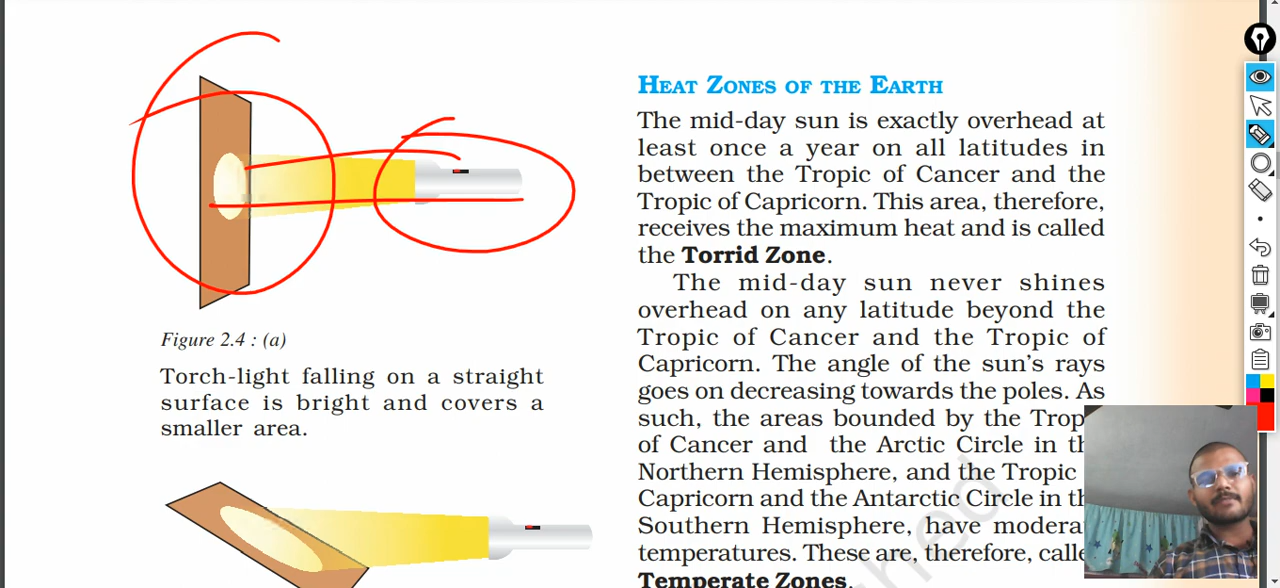 Figure 2.4 : (a)
Torch-light falling on a straight
surface is bright and covers a
smaller area.
HEAT ZONES OF THE EARTH
The mid-day sun is exactly overhead at
least once a year on all latitudes in
between the Tropic of Cancer and the
Tropic of Capricorn. This area, therefore,
receives the maximum heat and is called
the Torrid Zone.
The mid-day sun never shines
overhead on any latitude beyond the
Tropic of Cancer and the Tropic of
Capricorn. The angle of the sun's rays
goes on decreasing towards the poles. As
such, the areas bounded by the
of Cancer and the Arctic Circle in
Northern Hemisphere, and the Tropic
Capricorn and the Antarctic Circle in
Southern Hemisphere, have
temperatures. These are, therefore,
Temperate Zones.